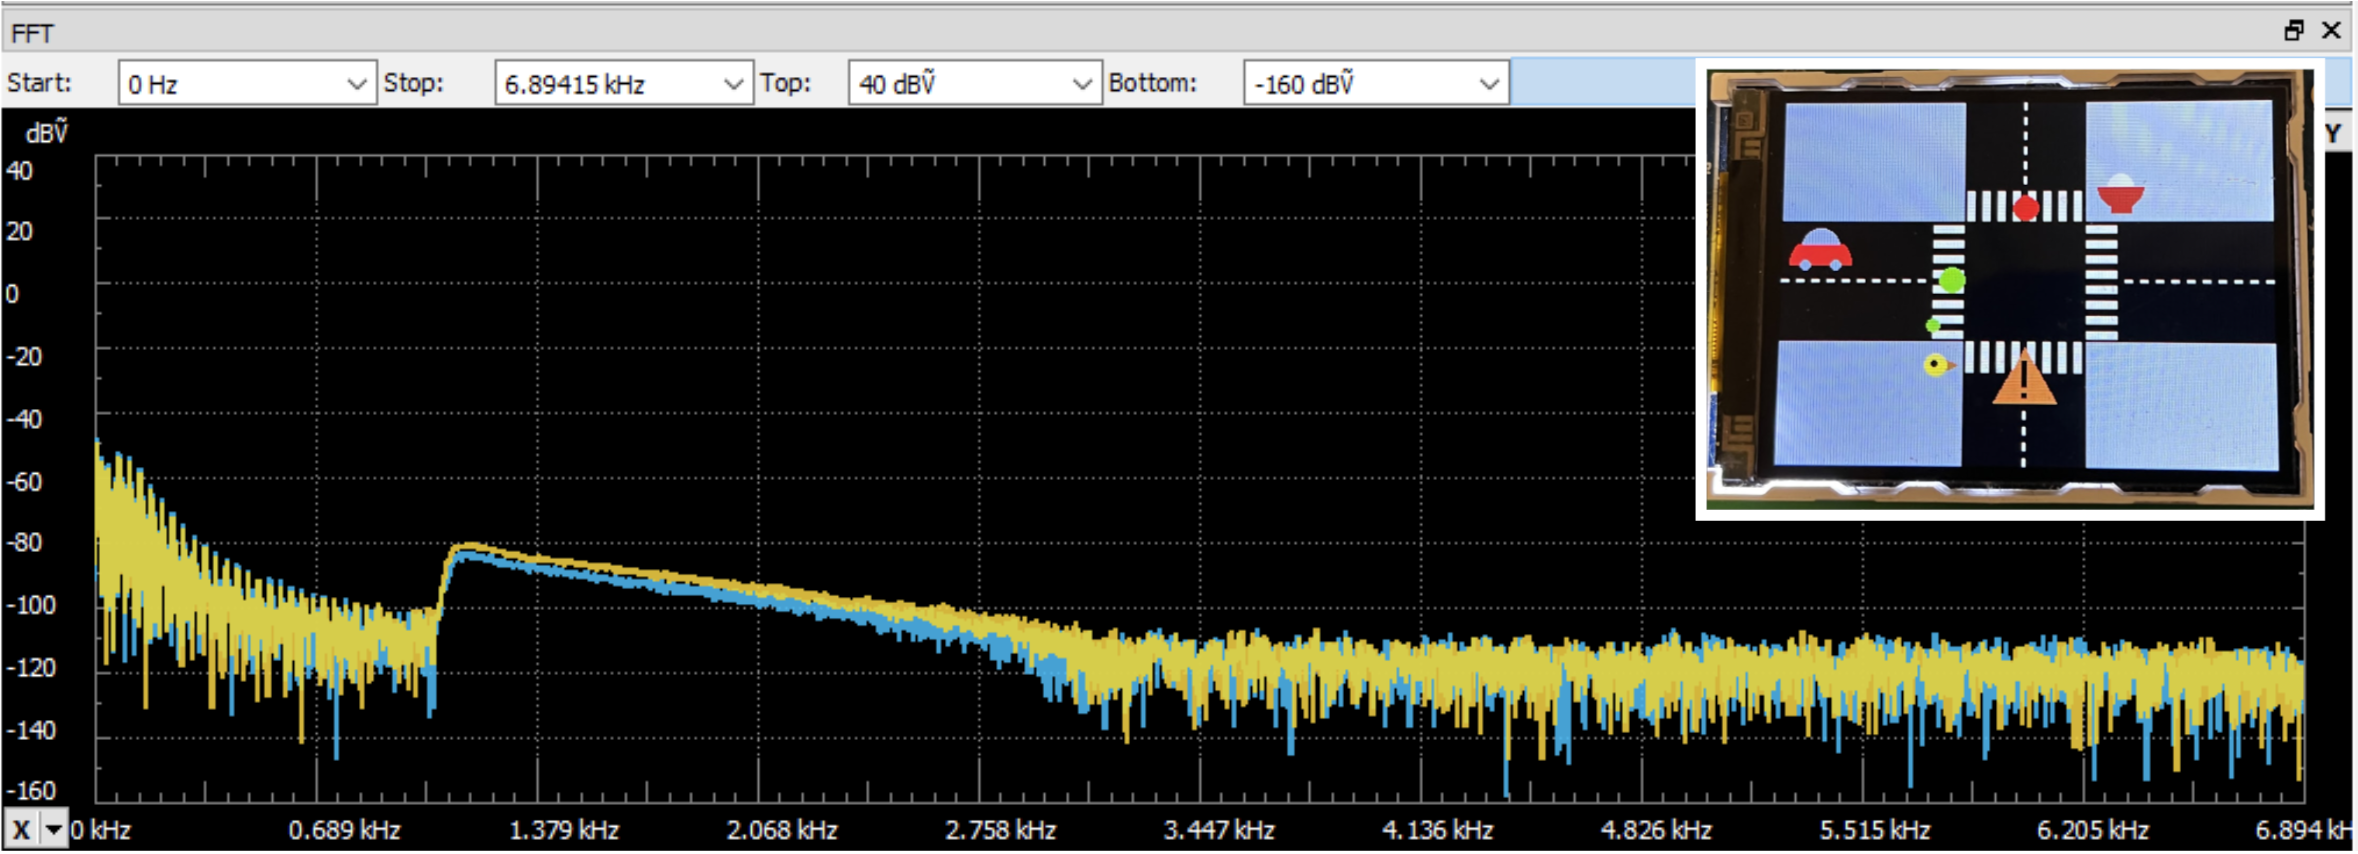 FFT
Start: 0 Hz Stop: 6.89415 kHz Top: 40 dBṼ Bottom: -160 dBṼ
dBṼ
Y
40
20
0
-20
-40
-60
-80
-100
-120
-140
-160
X 0 kHz 0.689 kHz 1.379 kHz 2.068 kHz 2.758 kHz 3.447 kHz 4.136 kHz 4.826 kHz 5.515 kHz 6.205 kHz 6.894 kH
!